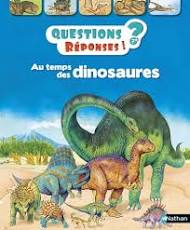 QUESTIONS
? &
RÉPONSES !
Au temps
des dinosaures
Nathan